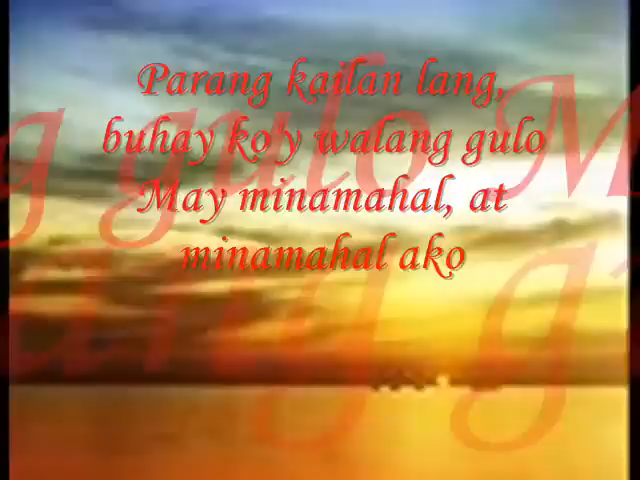 Parang kailan lang,
buhay ko'y walang gulo
May minamahal, at
minamahal ako